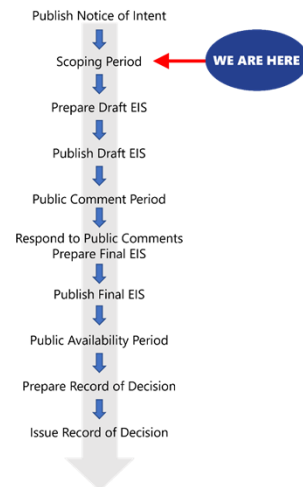 Publish Notice of Intent
Scoping Period
WE ARE HERE
Prepare Draft EIS
Publish Draft EIS
Public Comment Period
Respond to Public Comments
Prepare Final EIS
Publish Final EIS
Public Availability Period
Prepare Record of Decision
Issue Record of Decision